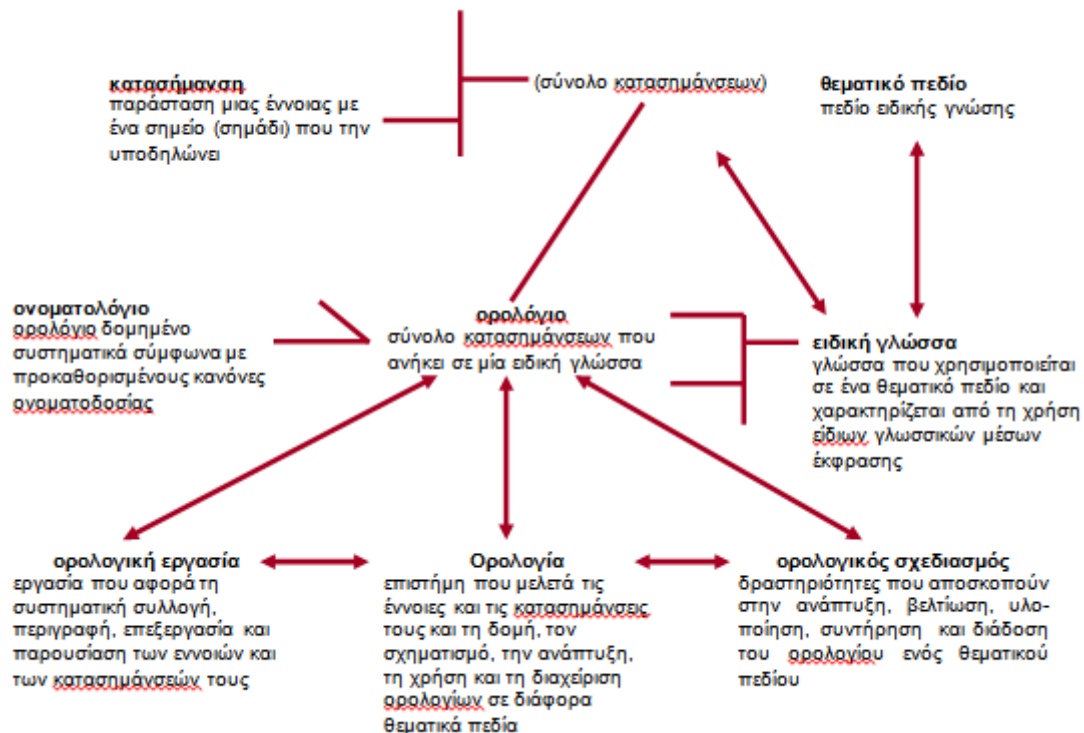 κατασήμανση
παράσταση μιας έννοιας με
ένα σημείο (σημάδι) που την
υποδηλώνει
(σύνολο κατασημάνσεων)
θεματικό πεδίο
πεδίο ειδικής γνώσης
ονοματολόγιο
ορολόγιο δομημένο
συστηματικά σύμφωνα με
προκαθορισμένους κανόνες
ονοματοδοσίας
ορολόγιο
σύνολο κατασημάνσεων που
ανήκει σε μία ειδική γλώσσα
ειδική γλώσσα
γλώσσα που χρησιμοποιείται
σε ένα θεματικό πεδίο και
χαρακτηρίζεται από τη χρήση
είδιων γλωσσικών μέσων
έκφρασης
ορολογική εργασία
εργασία που αφορά τη
συστηματική συλλογή,
περιγραφή, επεξεργασία και
παρουσίαση των εννοιών και
των κατασημάνσεών τους
Ορολογία
επιστήμη που μελετά τις
έννοιες και τις κατασημάνσεις
τους και τη δομή, τον
σχηματισμό, την ανάπτυξη,
τη χρήση και τη διαχείριση
ορολογίων σε διάφορα
θεματικά πεδία
ορολογικός σχεδιασμός
δραστηριότητες που αποσκοπούν
στην ανάπτυξη, βελτίωση, υλο-
ποίηση, συντήρηση και διάδοση
του ορολογίου ενός θεματικού
πεδίου